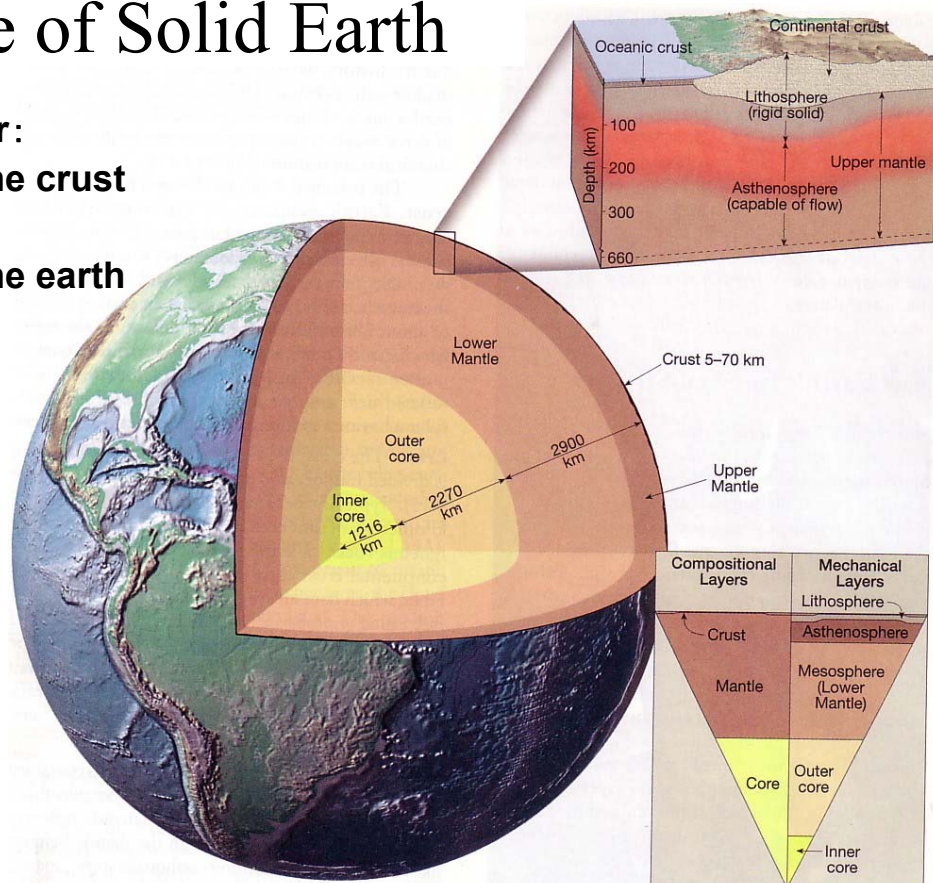 e of Solid Earth
r:
ne crust
ne earth
Continental crust
Oceanic crust
Lithosphere
(rigid solid)
Depth (km)
100
200
300
660
Upper mantle
Asthenosphere
(capable of flow)
Lower
Mantle
Crust 5–70 km
Outer
core
2900
km
Upper
Mantle
Inner
core
2270
km
1216
km
Compositional
Layers
Mechanical
Layers
Lithosphere
Crust
Asthenosphere
Mantle
Mesosphere
(Lower
Mantle)
Core
Outer
core
Inner
core